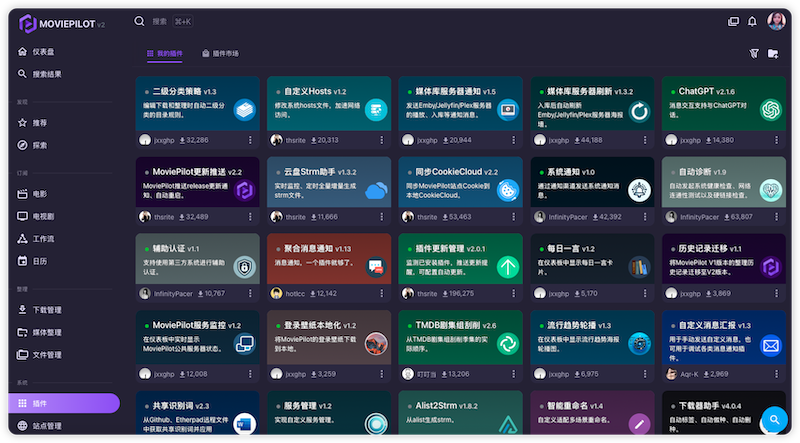 MOVIEPILOT v2
搜索 ⌘+K
仪表盘
搜索结果
发现
推荐
探索
订阅
电影
电视剧
工作流
日历
整理
下载管理
媒体整理
文件管理
系统
插件
站点管理
我的插件
插件市场
二级分类策略 v1.3
编辑下载和整理时自动二级分类的目录规则。
jxxghp 32,286
自定义Hosts v1.2
修改系统hosts文件，加速网络访问。
thsrite 20,313
媒体库服务器通知 v1.5
发送Emby/Jellyfin/Plex服务器的播放、入库等通知消息。
jxxghp 20,944
媒体库服务器刷新 v1.3.2
入库后自动刷新Emby/Jellyfin/Plex服务器海报墙。
jxxghp 44,188
ChatGPT v2.1.6
消息交互支持与ChatGPT对话。
jxxghp 14,380
MoviePilot更新推送 v2.2
MoviePilot推送release更新通知、自动重启。
thsrite 32,489
云盘Strm助手 v1.3.2
实时监控、定时全量增量生成strm文件。
thsrite 11,666
同步CookieCloud v2.2
同步MoviePilot站点Cookie到本地CookieCloud。
thsrite 53,463
系统通知 v1.0
通过通知渠道发送系统通知消息。
InfinityPacer 42,392
自动诊断 v1.9
自动发起系统健康检查、网络连通性测试以及硬链接检查。
InfinityPacer 63,807
辅助认证 v1.1
支持使用第三方系统进行辅助认证。
InfinityPacer 10,767
聚合消息通知 v1.13
消息通知，一个插件就够了。
hotlcc 12,142
插件更新管理 v2.0.1
监测已安装插件，推送更新提醒，可配置自动更新。
thsrite 196,275
每日一言 v1.2
在仪表板中显示每日一言卡片。
jxxghp 5,170
历史记录迁移 v1.1
将MoviePilot V1版本的整理历史记录迁移至V2版本。
jxxghp 3,869
MoviePilot服务监控 v1.2
在仪表板中实时显示MoviePilot公共服务器状态。
jxxghp 12,008
登录壁纸本地化 v1.2
将MoviePilot的登录壁纸下载到本地。
jxxghp 3,259
TMDB剧集组刮削 v2.6
从TMDB剧集组刮削季集的实际顺序。
叮叮当 13,206
流行趋势轮播 v1.3
在仪表板中显示流行趋势海报轮播图。
jxxghp 6,975
自定义消息汇报 v1.3
用于手动发送自定义消息，也可用于调试各类消息通知插件。
Aqr-K 2,969
共享识别词 v2.3
从Github、Etherpad远程文件中获取共享识别词并应用
服务管理 v1.2
实现自定义服务管理。
Alist2Strm v1.8.2
从alist生成strm。
智能重命名 v1.4
自定义适配多场景重命名。
下载器助手 v4.0.4
自动标签、自动做种、自动删种。